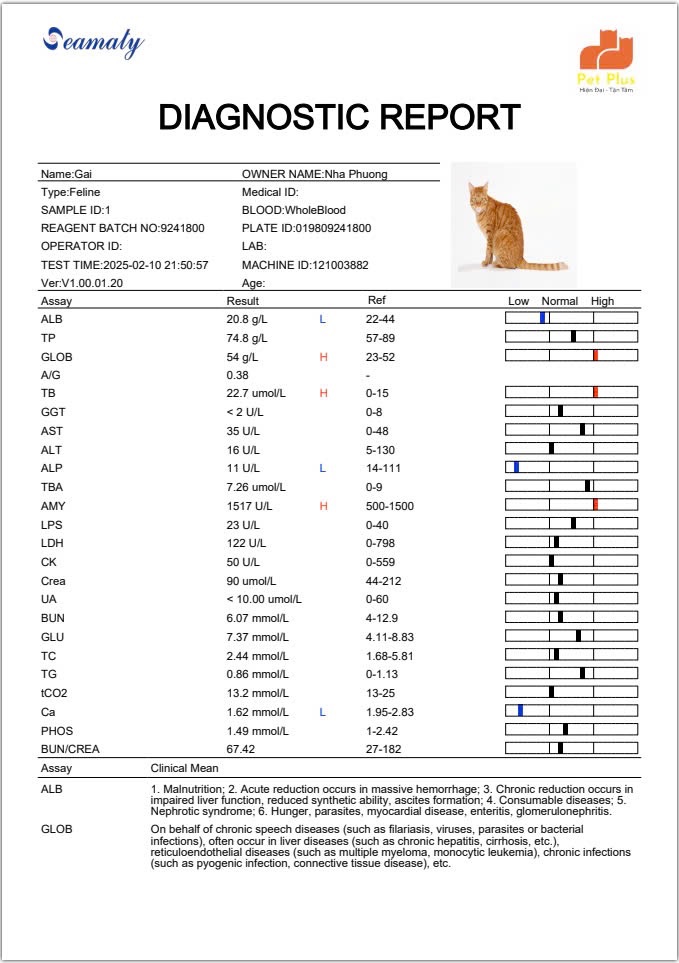 Seamaty
Pet Plus
Hiện Đại - Tận Tâm
DIAGNOSTIC REPORT
Name:Gai OWNER NAME:Nha Phuong
Type:Feline Medical ID:
SAMPLE ID:1 BLOOD:WholeBlood
REAGENT BATCH NO:9241800 PLATE ID:019809241800
OPERATOR ID: LAB:
TEST TIME:2025-02-10 21:50:57 MACHINE ID:121003882
Ver:V1.00.01.20 Age:
Assay Result Ref Low Normal High
ALB 20.8 g/L L 22-44
TP 74.8 g/L 57-89
GLOB 54 g/L H 23-52
A/G 0.38 -
TB 22.7 umol/L H 0-15
GGT < 2 U/L 0-8
AST 35 U/L 0-48
ALT 16 U/L 5-130
ALP 11 U/L L 14-111
TBA 7.26 umol/L 0-9
AMY 1517 U/L H 500-1500
LPS 23 U/L 0-40
LDH 122 U/L 0-798
CK 50 U/L 0-559
Crea 90 umol/L 44-212
UA < 10.00 umol/L 0-60
BUN 6.07 mmol/L 4-12.9
GLU 7.37 mmol/L 4.11-8.83
TC 2.44 mmol/L 1.68-5.81
TG 0.86 mmol/L 0-1.13
tCO2 13.2 mmol/L 13-25
Ca 1.62 mmol/L L 1.95-2.83
PHOS 1.49 mmol/L 1-2.42
BUN/CREA 67.42 27-182
Assay Clinical Mean
ALB 1. Malnutrition; 2. Acute reduction occurs in massive hemorrhage; 3. Chronic reduction occurs in
impaired liver function, reduced synthetic ability, ascites formation; 4. Consumable diseases; 5.
Nephrotic syndrome; 6. Hunger, parasites, myocardial disease, enteritis, glomerulonephritis.
GLOB On behalf of chronic speech diseases (such as filariasis, viruses, parasites or bacterial
infections), often occur in liver diseases (such as chronic hepatitis, cirrhosis, etc.),
reticuloendothelial diseases (such as multiple myeloma, monocytic leukemia), chronic infections
(such as pyogenic infection, connective tissue disease), etc.